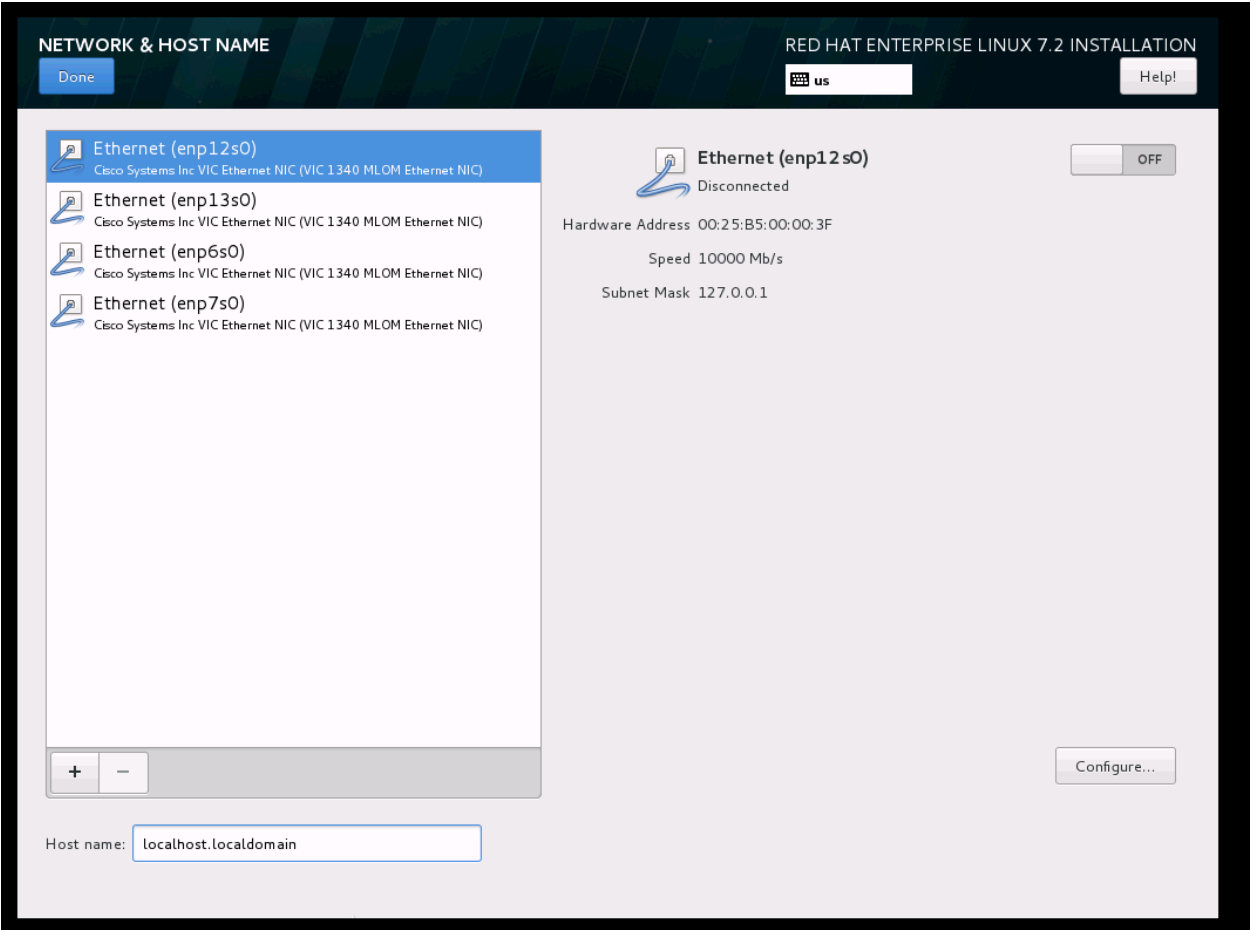 NETWORK & HOST NAME
Done
RED HAT ENTERPRISE LINUX 7.2 INSTALLATION
us
Help!
Ethernet (enp12s0)
Cisco Systems Inc VIC Ethernet NIC (VIC 1340 MLOM Ethernet NIC)
Ethernet (enp13s0)
Cisco Systems Inc VIC Ethernet NIC (VIC 1340 MLOM Ethernet NIC)
Ethernet (enp6s0)
Cisco Systems Inc VIC Ethernet NIC (VIC 1340 MLOM Ethernet NIC)
Ethernet (enp7s0)
Cisco Systems Inc VIC Ethernet NIC (VIC 1340 MLOM Ethernet NIC)
+ −
Ethernet (enp12s0)
Disconnected
OFF
Hardware Address 00:25:B5:00:00:3F
Speed 10000 Mb/s
Subnet Mask 127.0.0.1
Configure...
Host name: localhost.localdomain